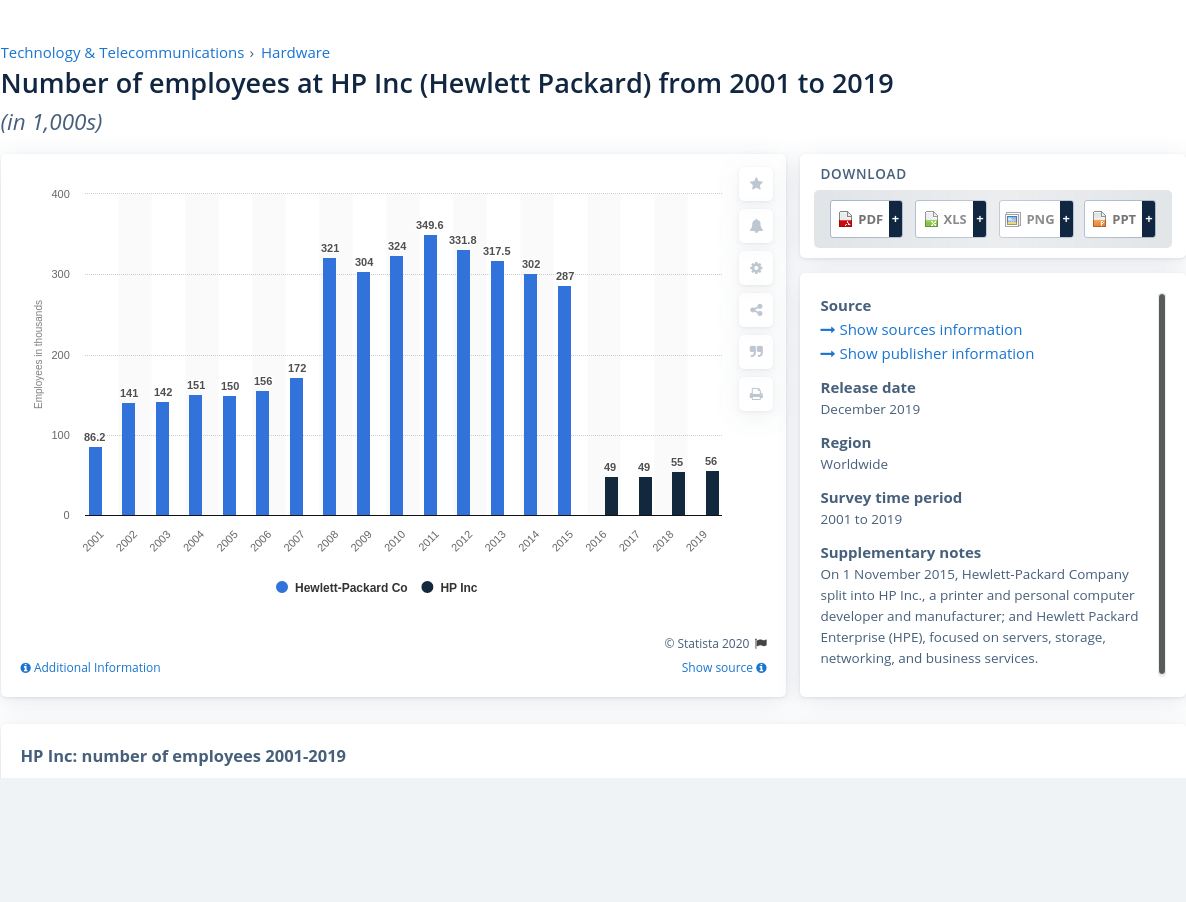 Technology & Telecommunications › Hardware
Number of employees at HP Inc (Hewlett Packard) from 2001 to 2019
(in 1,000s)
Employees in thousands
400
300
200
100
0
86.2
141
142
151
150
156
172
321
304
324
349.6
331.8
317.5
302
287
49
49
55
56
2001
2002
2003
2004
2005
2006
2007
2008
2009
2010
2011
2012
2013
2014
2015
2016
2017
2018
2019
Hewlett-Packard Co HP Inc
© Statista 2020
Additional Information
Show source
DOWNLOAD
PDF + XLS + PNG + PPT +
Source
Show sources information
Show publisher information
Release date
December 2019
Region
Worldwide
Survey time period
2001 to 2019
Supplementary notes
On 1 November 2015, Hewlett-Packard Company
split into HP Inc., a printer and personal computer
developer and manufacturer; and Hewlett Packard
Enterprise (HPE), focused on servers, storage,
networking, and business services.
HP Inc: number of employees 2001-2019